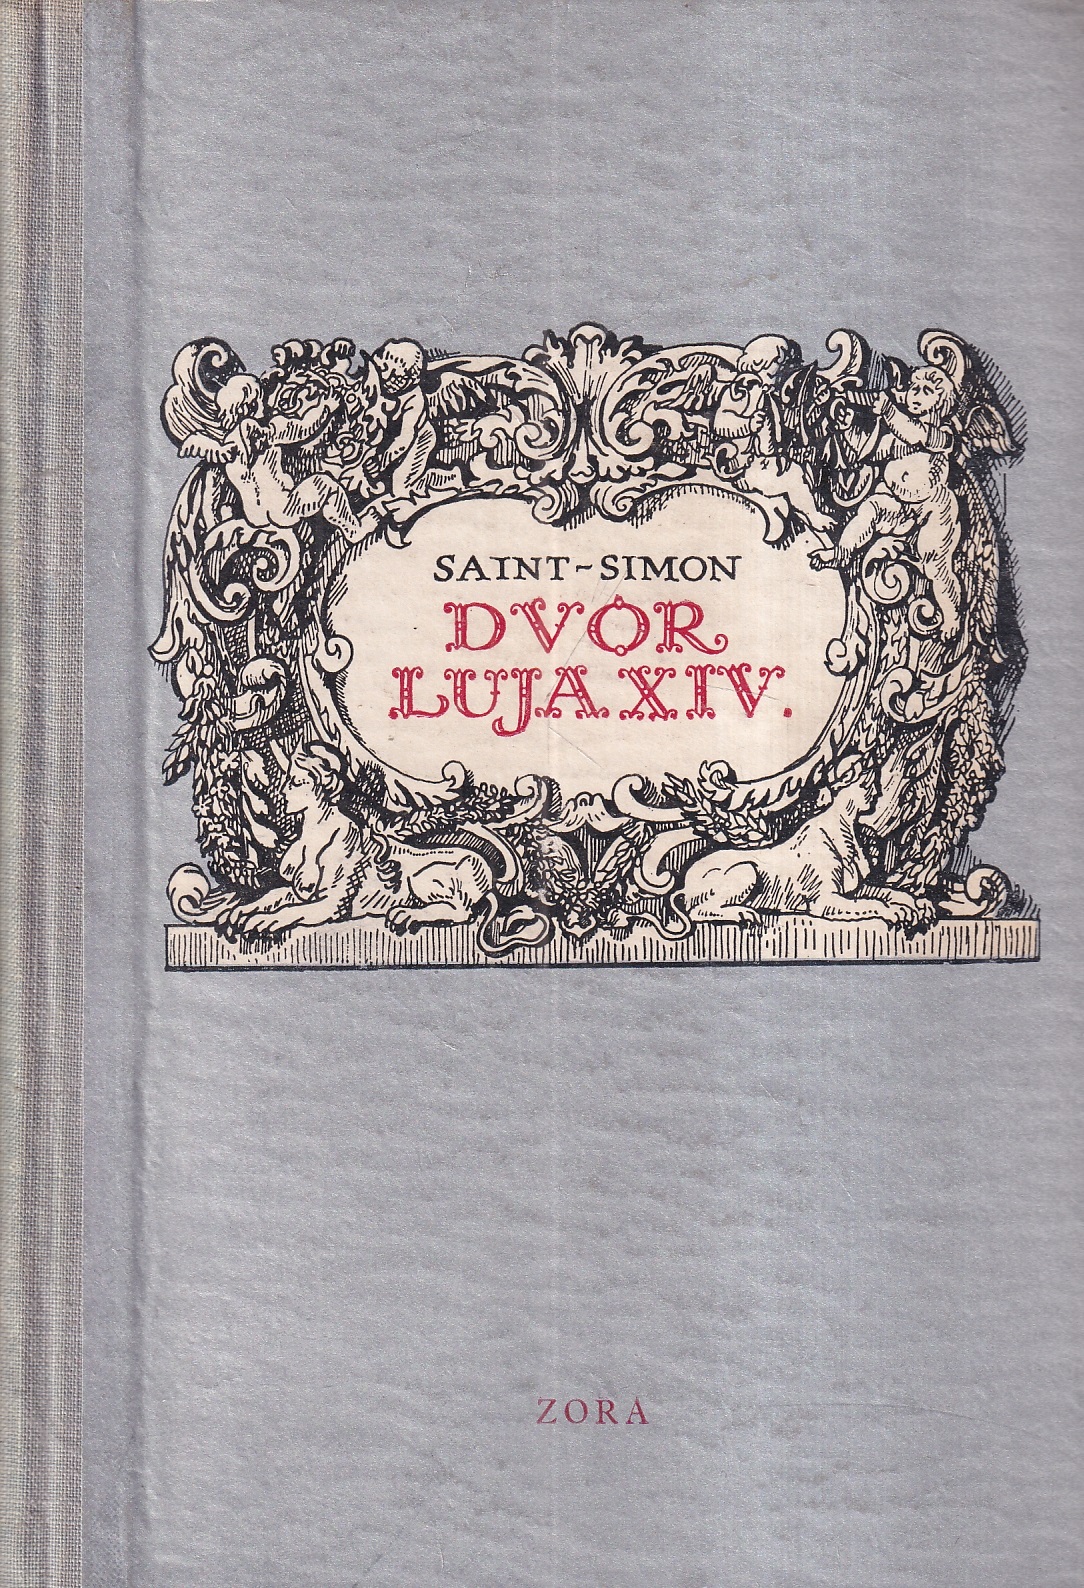 SAINT-SIMON
DVOR
LUJA XIV.
ZORA